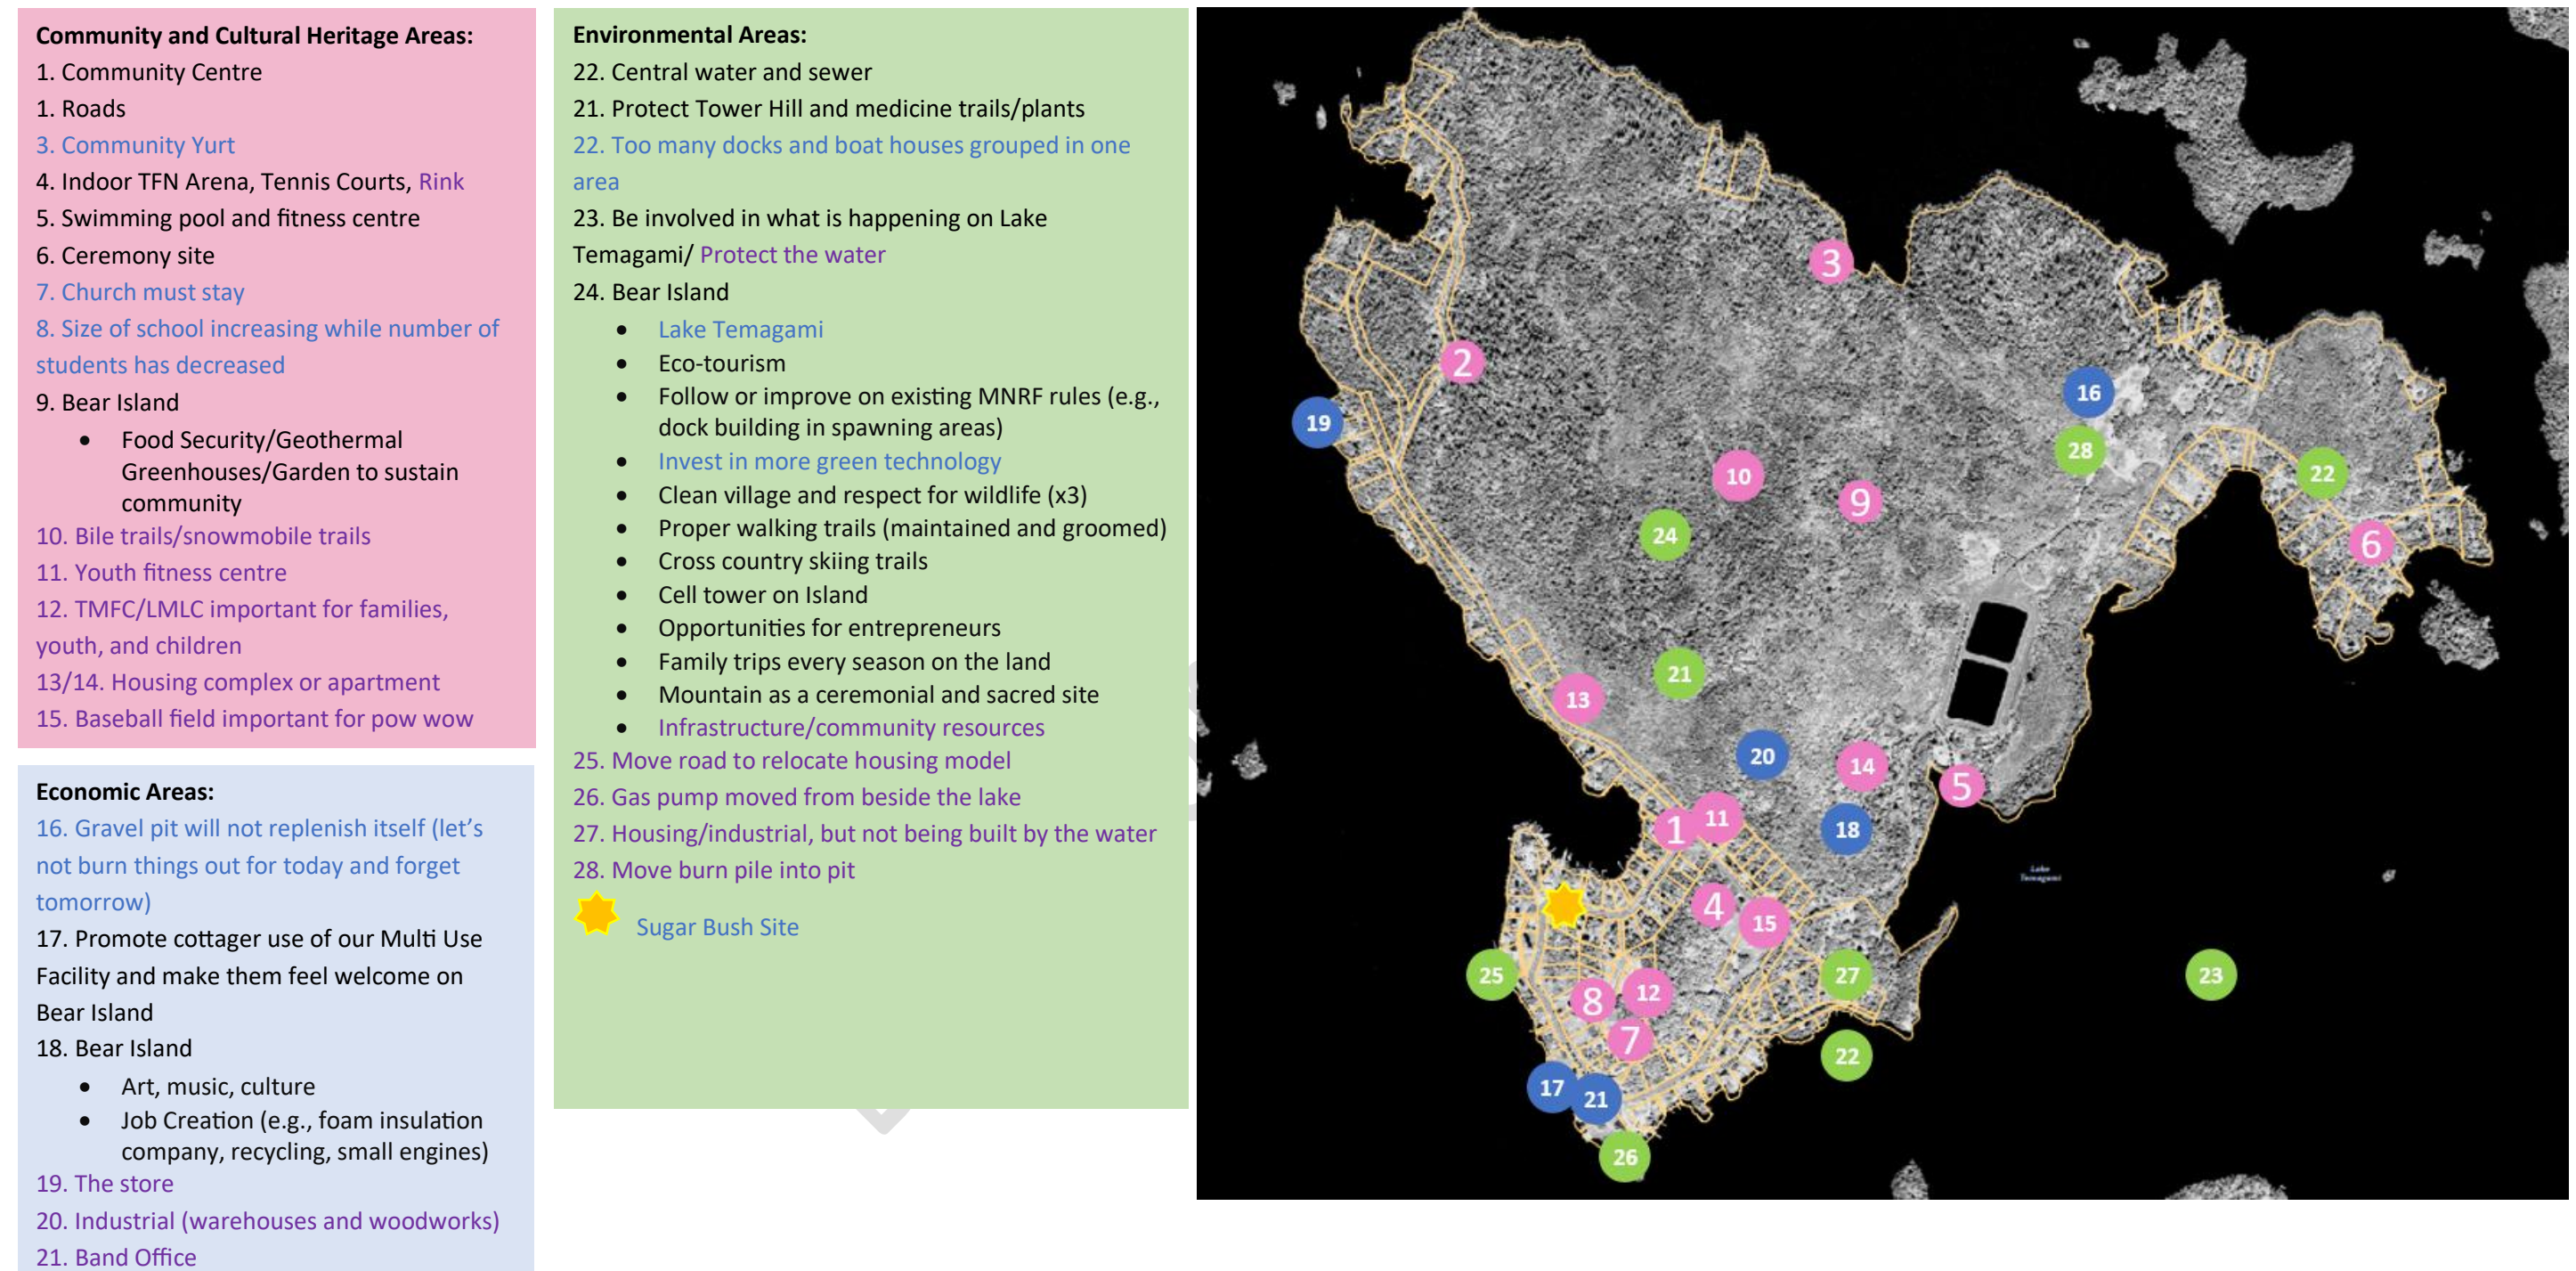 Community and Cultural Heritage Areas:
1. Community Centre
1. Roads
3. Community Yurt
4. Indoor TFN Arena, Tennis Courts, Rink
5. Swimming pool and fitness centre
6. Ceremony site
7. Church must stay
8. Size of school increasing while number of
students has decreased
9. Bear Island
• Food Security/Geothermal
Greenhouses/Garden to sustain
community
10. Bile trails/snowmobile trails
11. Youth fitness centre
12. TMFC/LMLC important for families,
youth, and children
13/14. Housing complex or apartment
15. Baseball field important for pow wow
Economic Areas:
16. Gravel pit will not replenish itself (let's
not burn things out for today and forget
tomorrow)
17. Promote cottager use of our Multi Use
Facility and make them feel welcome on
Bear Island
18. Bear Island
• Art, music, culture
• Job Creation (e.g., foam insulation
company, recycling, small engines)
19. The store
20. Industrial (warehouses and woodworks)
21. Band Office
Environmental Areas:
22. Central water and sewer
21. Protect Tower Hill and medicine trails/plants
22. Too many docks and boat houses grouped in one
area
23. Be involved in what is happening on Lake
Temagami/ Protect the water
24. Bear Island
• Lake Temagami
• Eco-tourism
• Follow or improve on existing MNRF rules (e.g.,
dock building in spawning areas)
• Invest in more green technology
• Clean village and respect for wildlife (x3)
• Proper walking trails (maintained and groomed)
• Cross country skiing trails
• Cell tower on Island
• Opportunities for entrepreneurs
• Family trips every season on the land
• Mountain as a ceremonial and sacred site
• Infrastructure/community resources
25. Move road to relocate housing model
26. Gas pump moved from beside the lake
27. Housing/industrial, but not being built by the water
28. Move burn pile into pit
Sugar Bush Site
3
2
16
19
28
22
10
9
24
6
21
13
20
14
5
11
1
18
4
15
25
27
23
12
8
7
22
17
21
26
Lake
Temagami